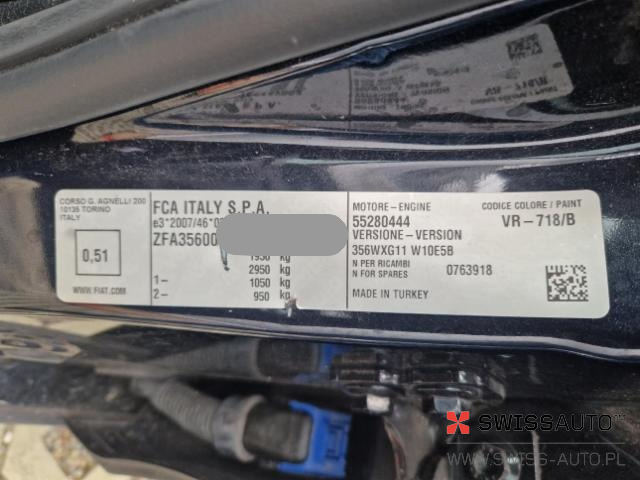 CORSO G. AGNELLI 200
10135 TORINO
ITALY
0,51
WWW.FIAT.COM
FCA ITALY S.P.A.
e3*2007/46*0
ZFA35600
1950 kg
2950 kg
1– 1050 kg
2– 950 kg
MOTORE–ENGINE
55280444
VERSIONE–VERSION
356WXG11 W10E5B
N PER RICAMBI
N FOR SPARES 0763918
MADE IN TURKEY
CODICE COLORE / PAINT
VR–718/B
SWISSAUTO
WWW.SWISS-AUTO.PL